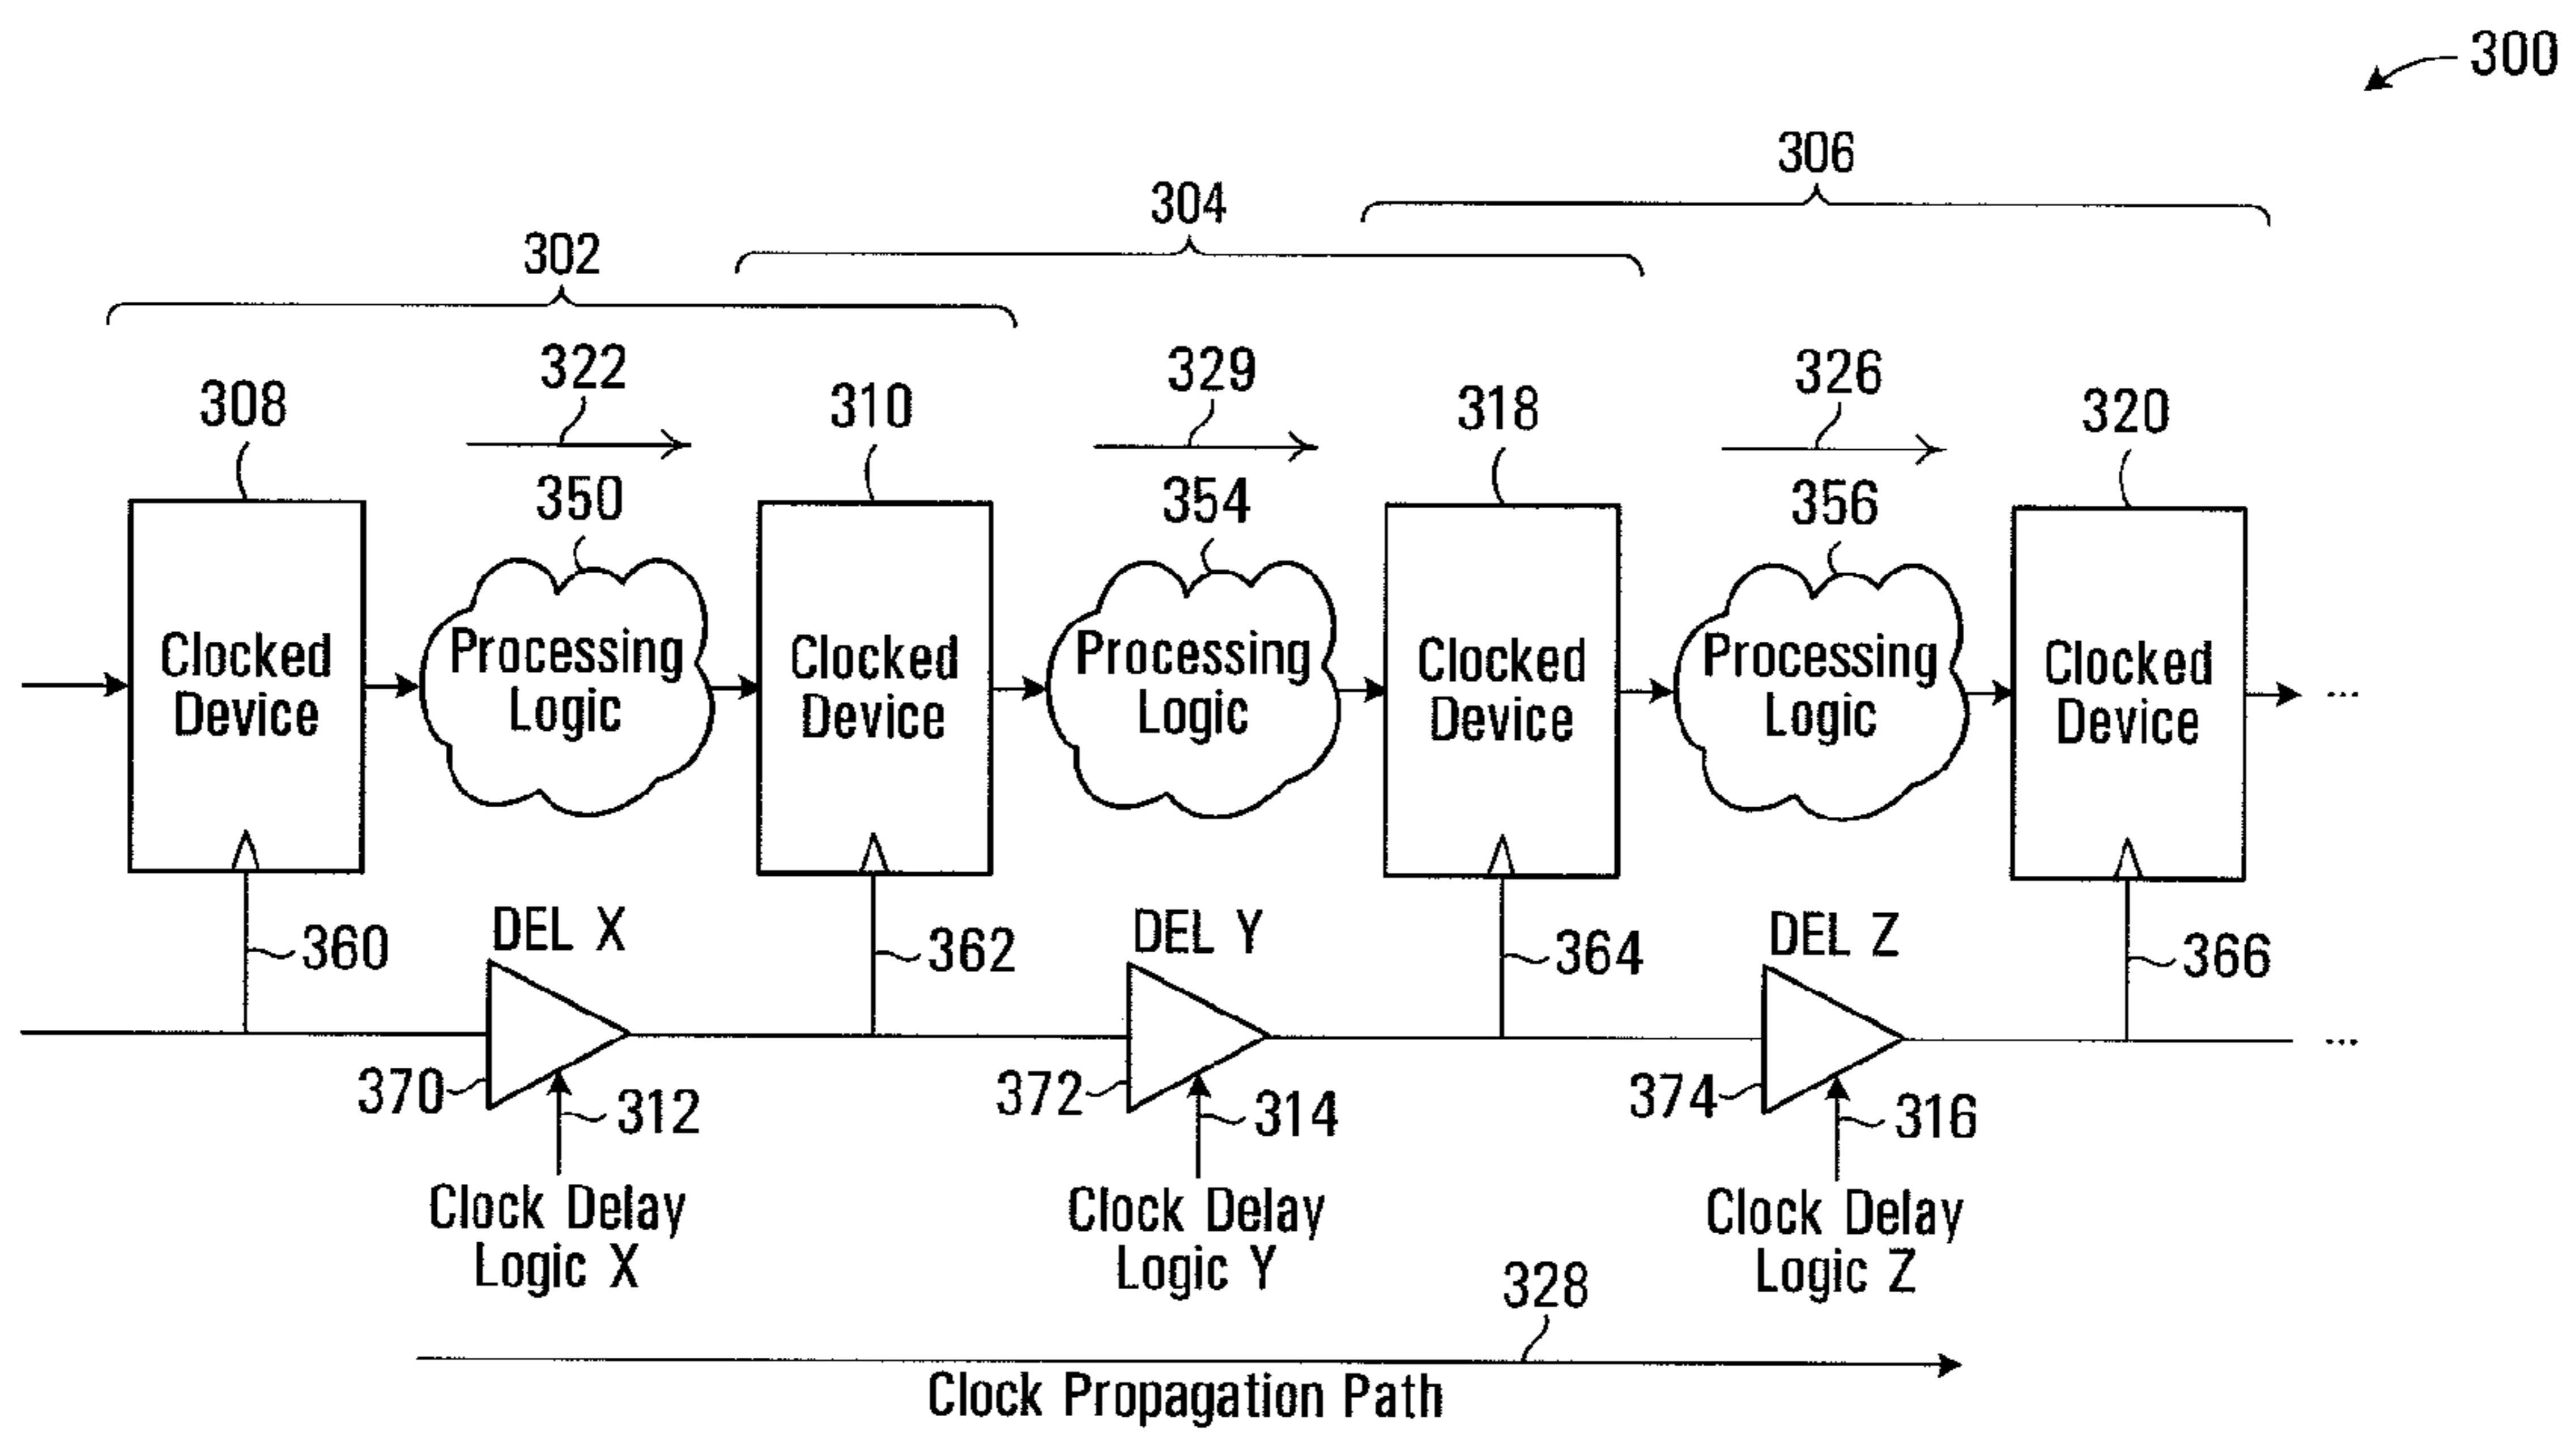 300
306
304
302
322
329
326
308
310
318
320
350
354
356
Clocked
Device
Processing
Logic
Clocked
Device
Processing
Logic
Clocked
Device
Processing
Logic
Clocked
Device
...
DEL X
DEL Y
DEL Z
360
362
364
366
...
370
312
372
314
374
316
Clock Delay
Logic X
Clock Delay
Logic Y
Clock Delay
Logic Z
328
Clock Propagation Path